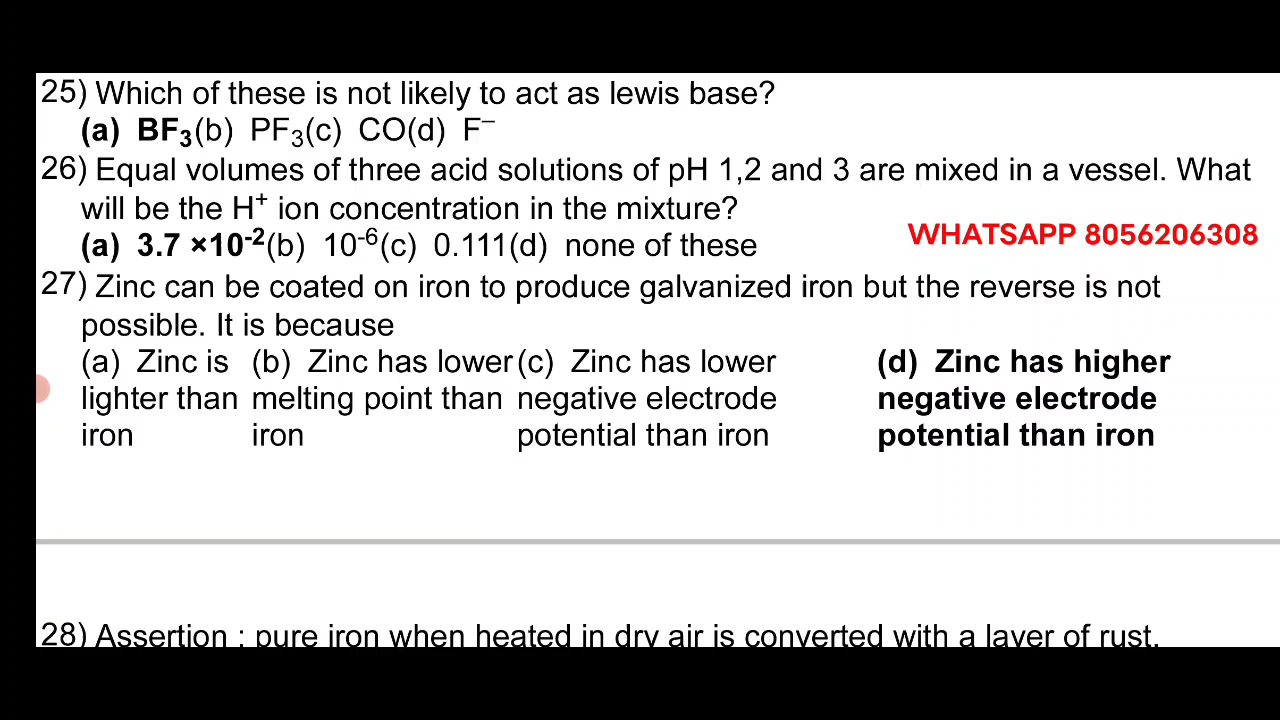 25) Which of these is not likely to act as lewis base?
(a) BF₃(b) PF₃(c) CO(d) F⁻
26) Equal volumes of three acid solutions of pH 1,2 and 3 are mixed in a vessel. What
will be the H⁺ ion concentration in the mixture?
(a) 3.7 ×10⁻²(b) 10⁻⁶(c) 0.111(d) none of these
WHATSAPP 8056206308
27) Zinc can be coated on iron to produce galvanized iron but the reverse is not
possible. It is because
(a) Zinc is (b) Zinc has lower (c) Zinc has lower (d) Zinc has higher
lighter than melting point than negative electrode negative electrode
iron iron potential than iron potential than iron
28) Assertion : pure iron when heated in dry air is converted with a layer of rust.